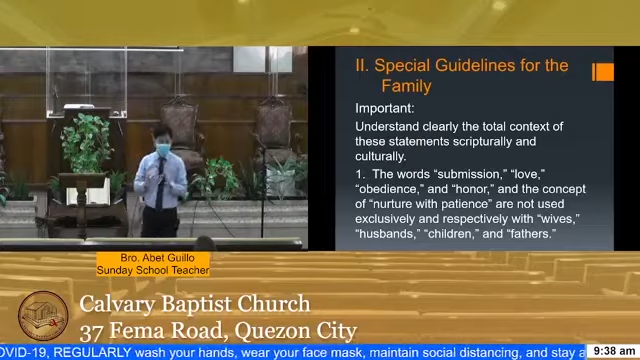 II. Special Guidelines for the
Family
Important:
Understand clearly the total context of
these statements scripturally and
culturally.
1. The words “submission,” “love,
“obedience,” and “honor,” and the concept
of “nurture with patience” are not used
exclusively and respectively with “wives,”
“husbands,” “children,” and “fathers.”
Bro. Abet Guillo
Sunday School Teacher
Calvary Baptist Church
37 Fema Road, Quezon City
OVID-19, REGULARLY wash your hands, wear your face mask, maintain social distancing, and stay a
9:38 am